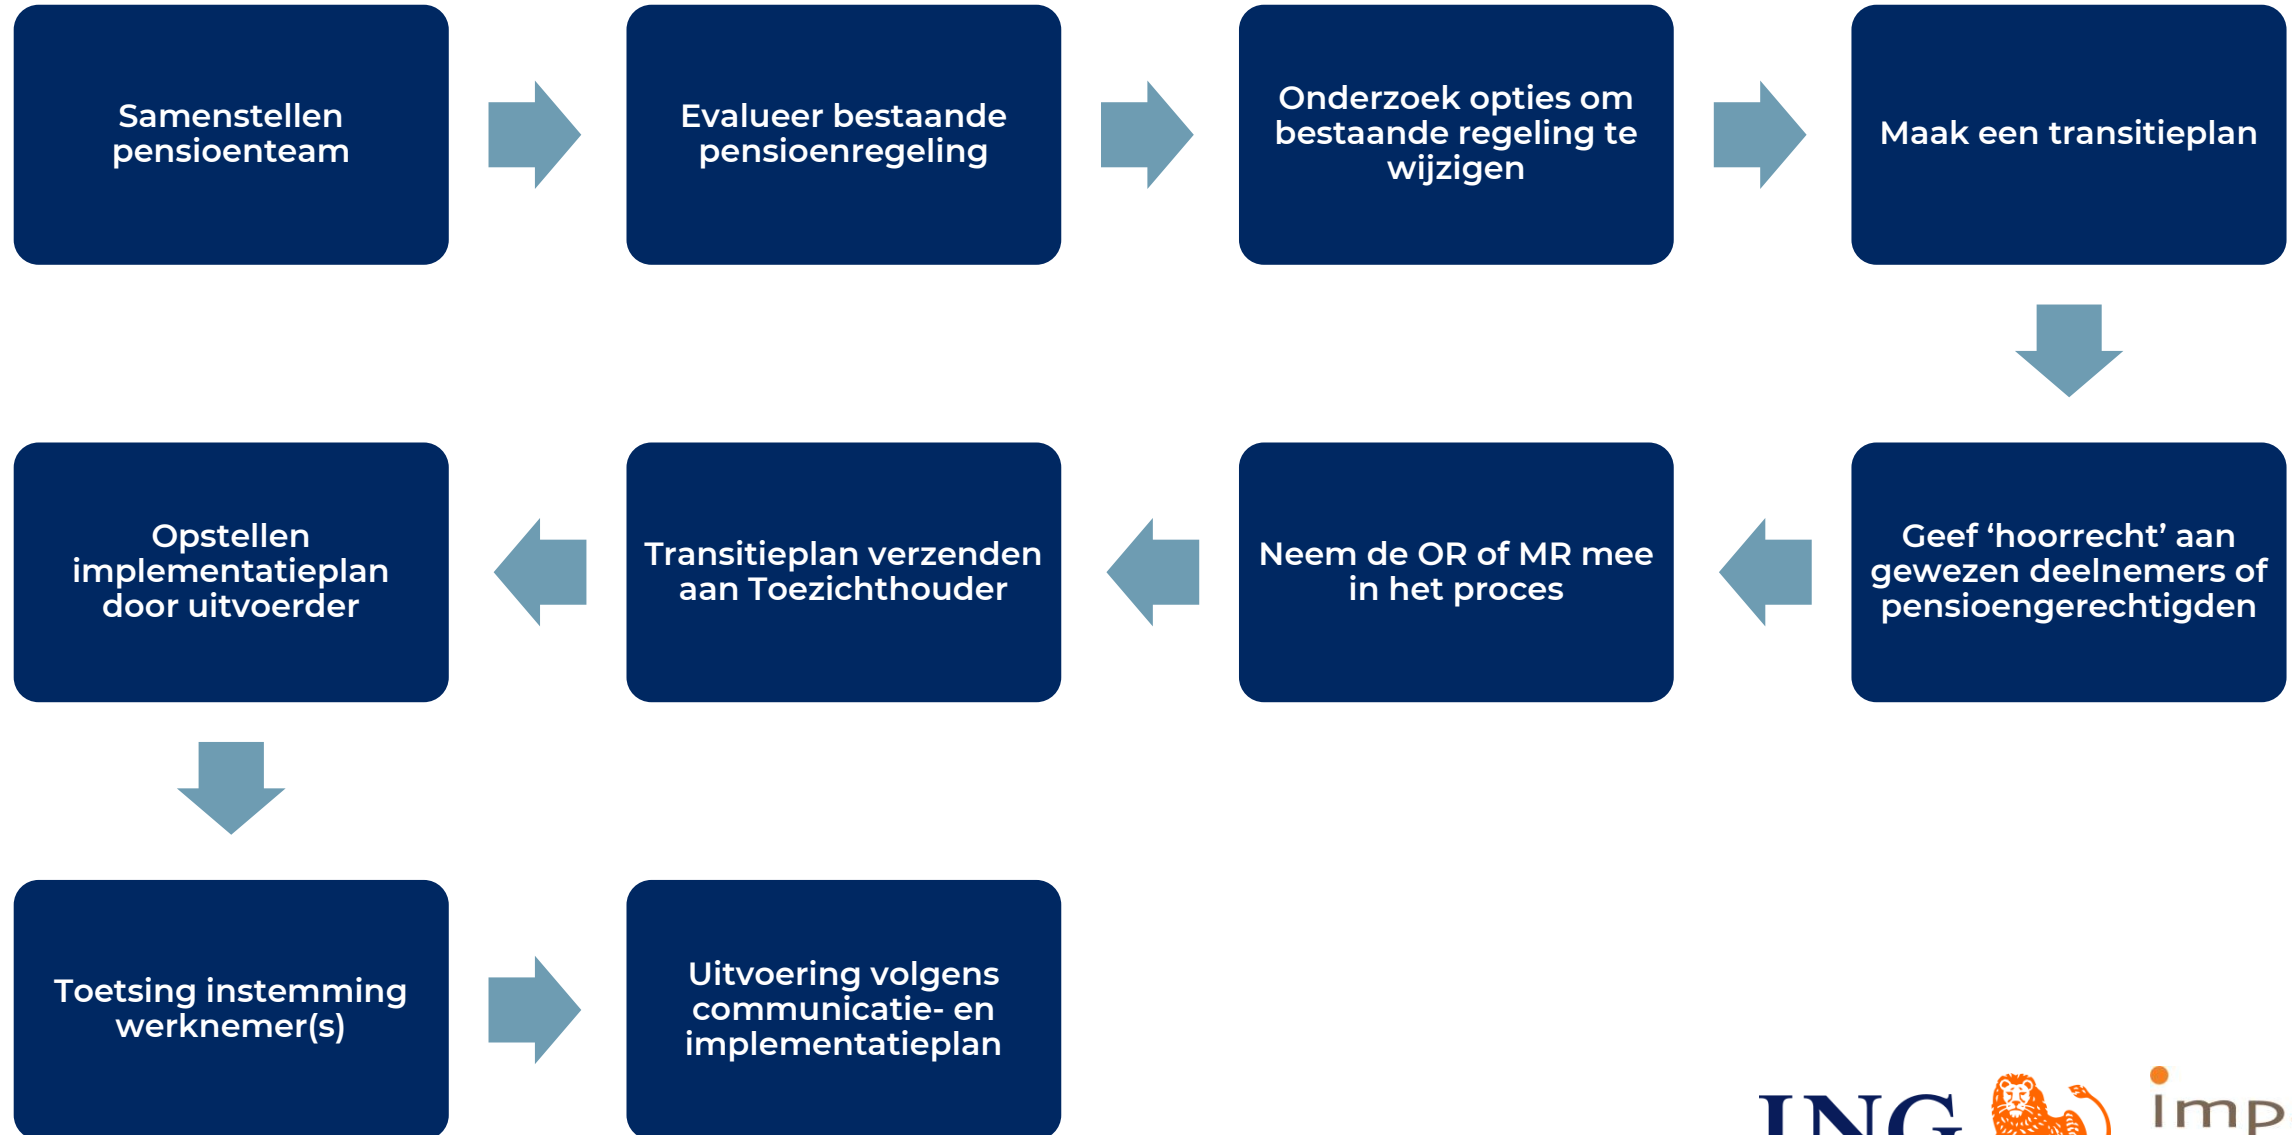 Samenstellen
pensioenteam
Evalueer bestaande
pensioenregeling
Onderzoek opties om
bestaande regeling te
wijzigen
Maak een transitieplan
Geef ‘hoorrecht’ aan
gewezen deelnemers of
pensioengerechtigden
Neem de OR of MR mee
in het proces
Transitieplan verzenden
aan Toezichthouder
Opstellen
implementatieplan
door uitvoerder
Toetsing instemming
werknemer(s)
Uitvoering volgens
communicatie- en
implementatieplan
ING
imp